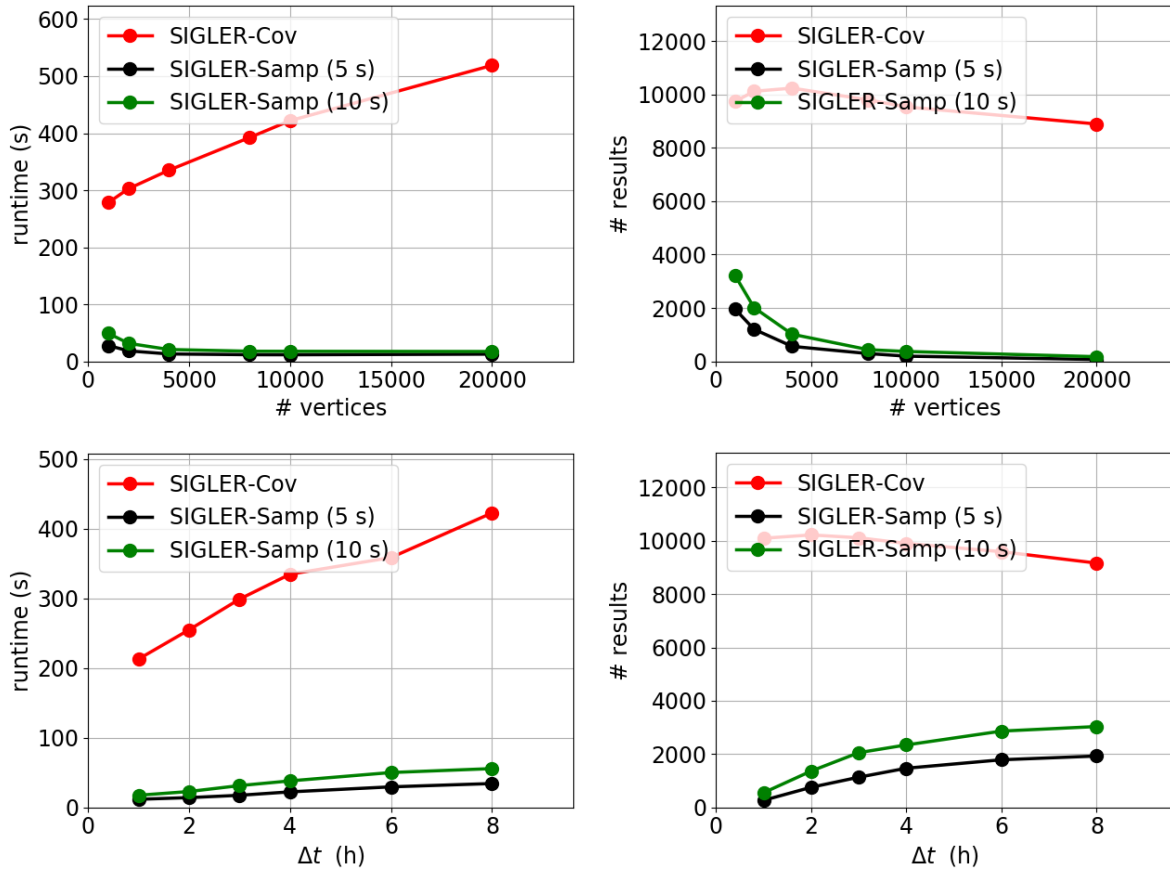 runtime (s)
600
500
400
300
200
100
0
SIGLER-Cov
SIGLER-Samp (5 s)
SIGLER-Samp (10 s)
0 5000 10000 15000 20000
# vertices
# results
12000
10000
8000
6000
4000
2000
0
SIGLER-Cov
SIGLER-Samp (5 s)
SIGLER-Samp (10 s)
0 5000 10000 15000 20000
# vertices
runtime (s)
500
400
300
200
100
0
SIGLER-Cov
SIGLER-Samp (5 s)
SIGLER-Samp (10 s)
0 2 4 6 8
Δt (h)
# results
12000
10000
8000
6000
4000
2000
0
SIGLER-Cov
SIGLER-Samp (5 s)
SIGLER-Samp (10 s)
0 2 4 6 8
Δt (h)